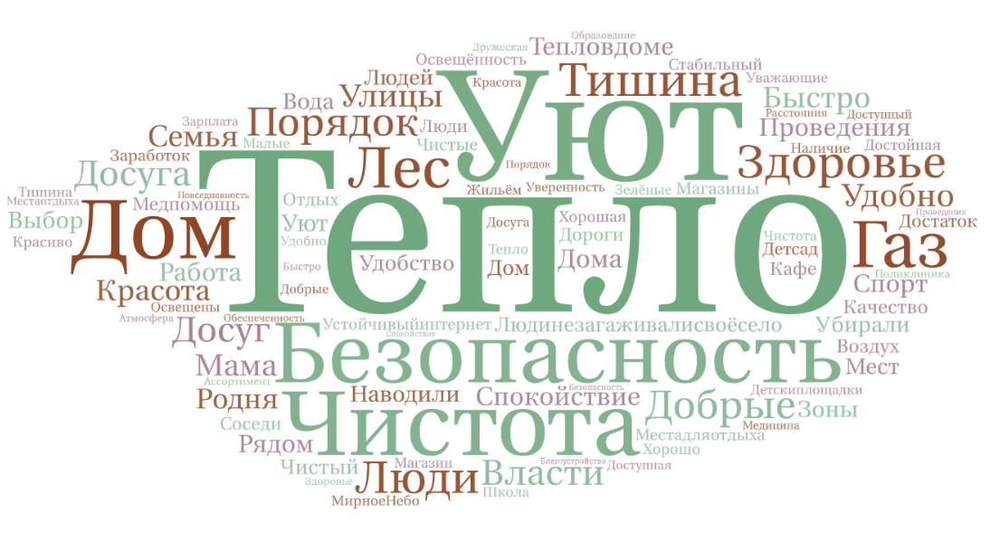 Образование
Дружеская Тепловдоме
Освещённость Стабильный
Людей Красота Тишина Уважающие
Вода Улицы Уют Быстро
Зарплата Порядок Люди Расстояния Доступный
Семья Малые Чистые Проведения
Заработок Лес Порядок Наличие Достойная
Досуга Тепло Здоровье
Тишина Повседневность Жильём Уверенность Зелёные Магазины Удобно
Местаотдыха Медпомощь Отдых
Выбор Дом Уют Досуга Хорошая Проведения
Достаток
Красиво Удобно Тепло Дороги Чистота Газ
Работа Быстро Удобство Дом Дома Детсад
Кафе Поликлиника
Красота Добрые Спорт
Освещены Качество
Атмосфера Обеспеченность Устойчивыйинтернет Людинезагаживалисвоёсело Убирали
Досуг Спокойствие
Мама Безопасность Воздух
Мест
Ассортимент Безопасность Детскиплощадки
Родня Наводили Спокойствие Добрые Зоны
Соседи Чистота Медицина
Рядом Местадляотдыха
Хорошо
Чистый Магазин Благоустройство Доступная
Здоровье Люди Власти
МирноеНебо Школа